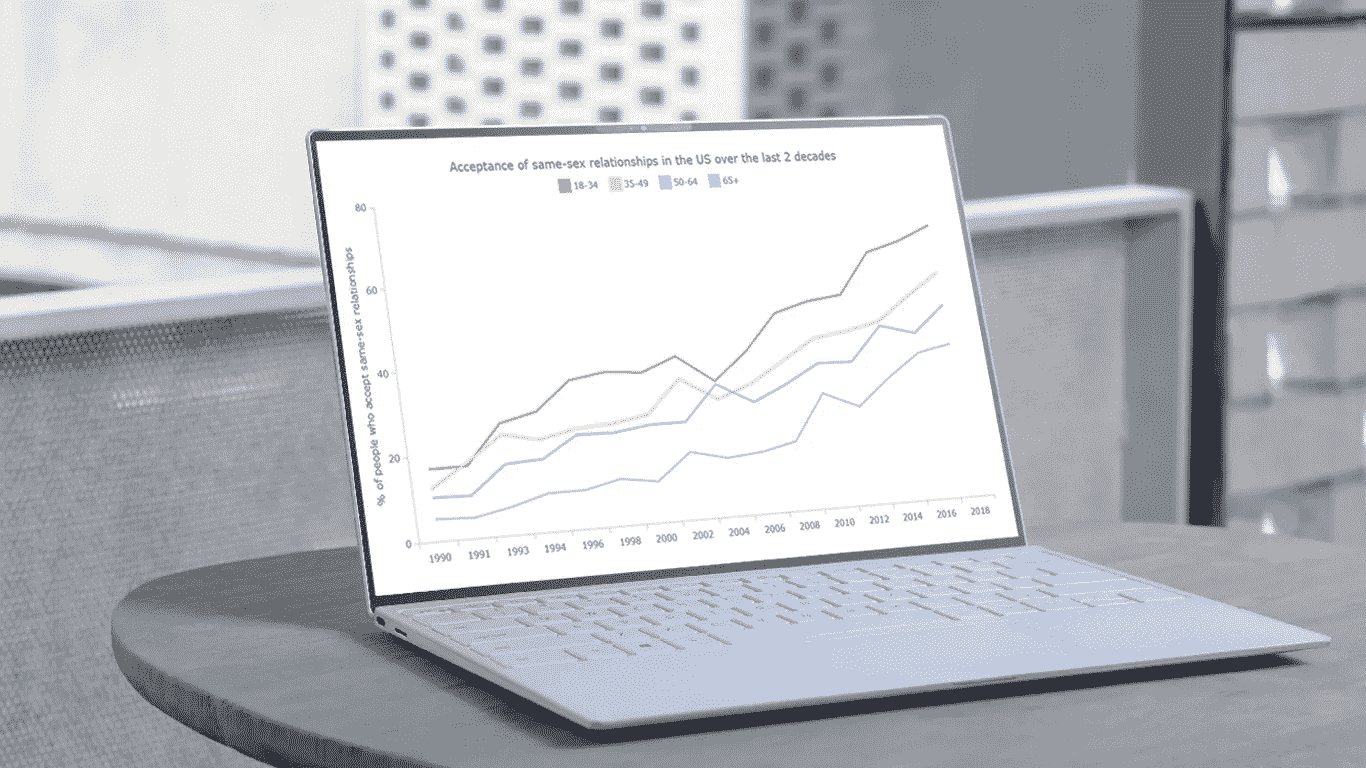 Acceptance of same-sex relationships in the US over the last 2 decades
18-34 35-49 50-64 65+
% of people who accept same-sex relationships
80
60
40
20
0
1990 1991 1993 1994 1996 1998 2000 2002 2004 2006 2008 2010 2012 2014 2016 2018